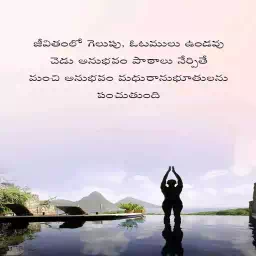 జీవితంలో గెలుపు, ఓటములు ఉండవు
చెడు అనుభవం పాఠాలు నేర్పితే
మంచి అనుభవం మధురానుభూతులను
పంచుతుంది